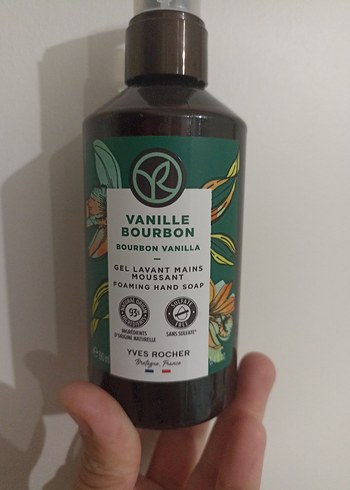 VANILLE
BOURBON
BOURBON VANILLA
GEL LAVANT MAINS
MOUSSANT
FOAMING HAND SOAP
93%
SULFATE
FREE
INGRÉDIENTS
D'ORIGINE NATURELLE
SANS SULFATE*
YVES ROCHER
Bretagne, France